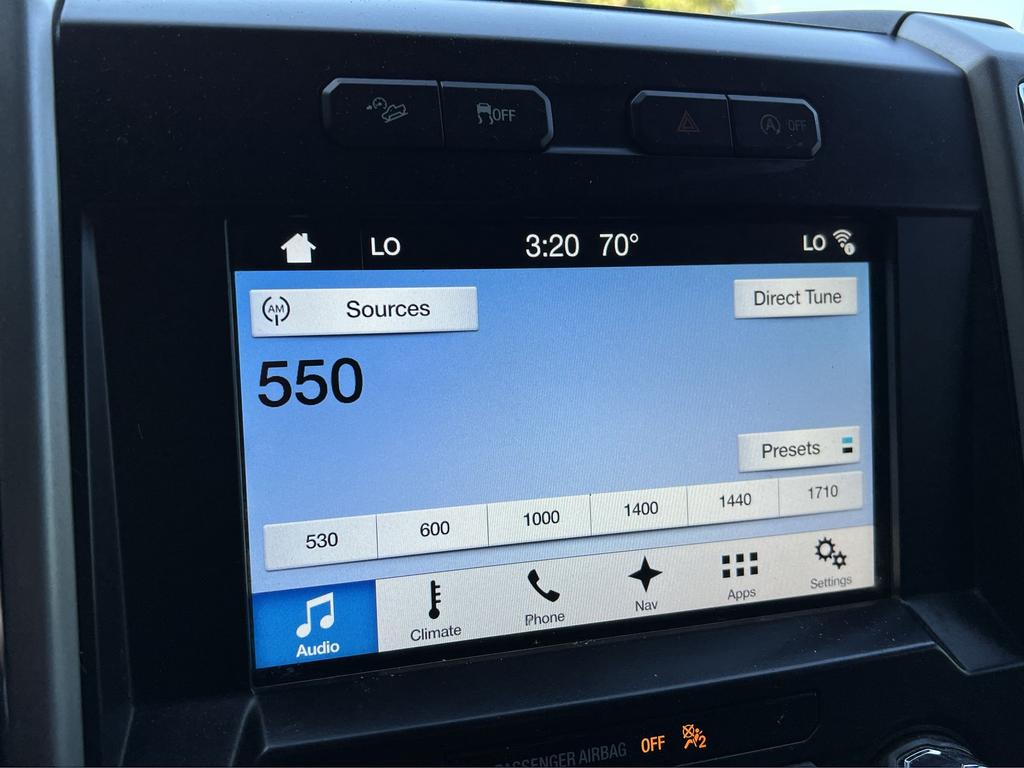 OFF
A OFF
LO 3:20 70° LO
AM Sources
Direct Tune
550
Presets
530 600 1000 1400 1440 1710
Audio Climate Phone Nav Apps Settings
PASSENGER AIRBAG OFF 2